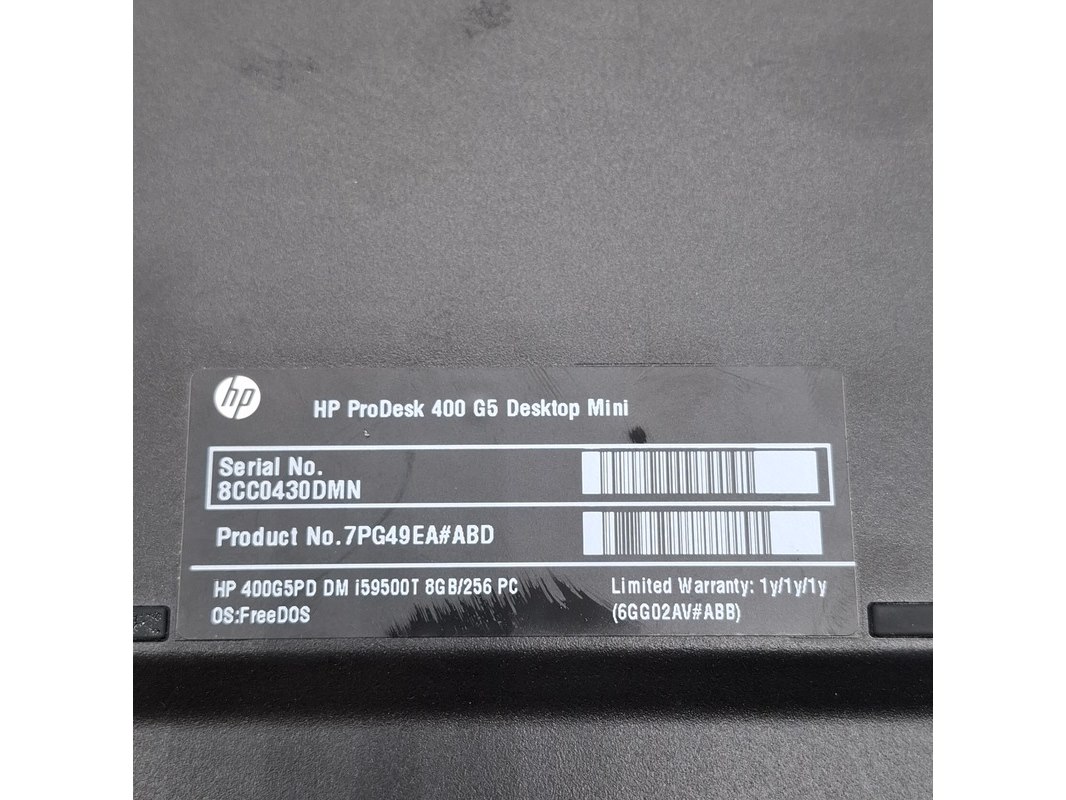 hp
HP ProDesk 400 G5 Desktop Mini
Serial No.
8CC0430DMN
Product No.7PG49EA#ABD
HP 400G5PD DM i59500T 8GB/256 PC
Limited Warranty: 1y/1y/1y
OS:FreeDOS
(6GG02AV#ABB)